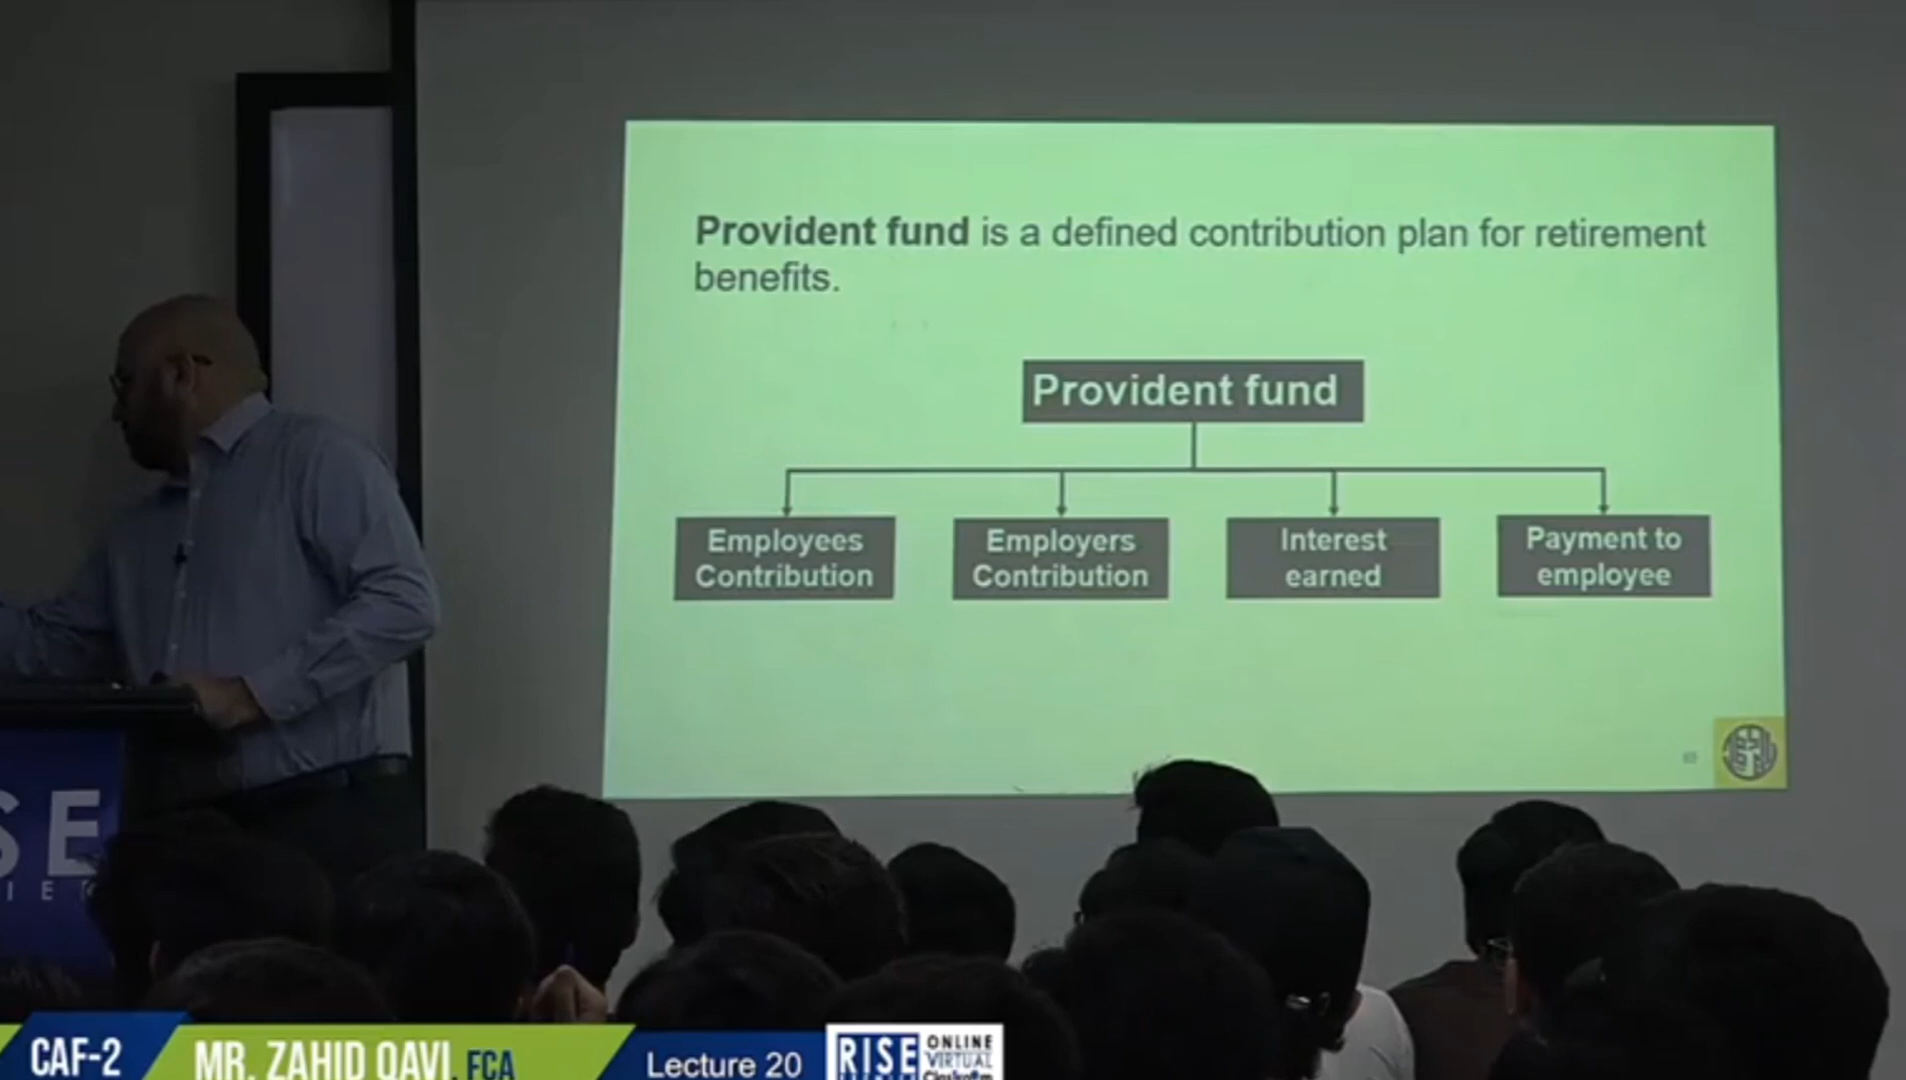 Provident fund is a defined contribution plan for retirement
benefits.
Provident fund
Employees
Contribution
Employers
Contribution
Interest
earned
Payment to
employee
SE
CAF-2
MR. ZAHID QAVI, FCA
Lecture 20
RISE
ONLINE
VIRTUAL